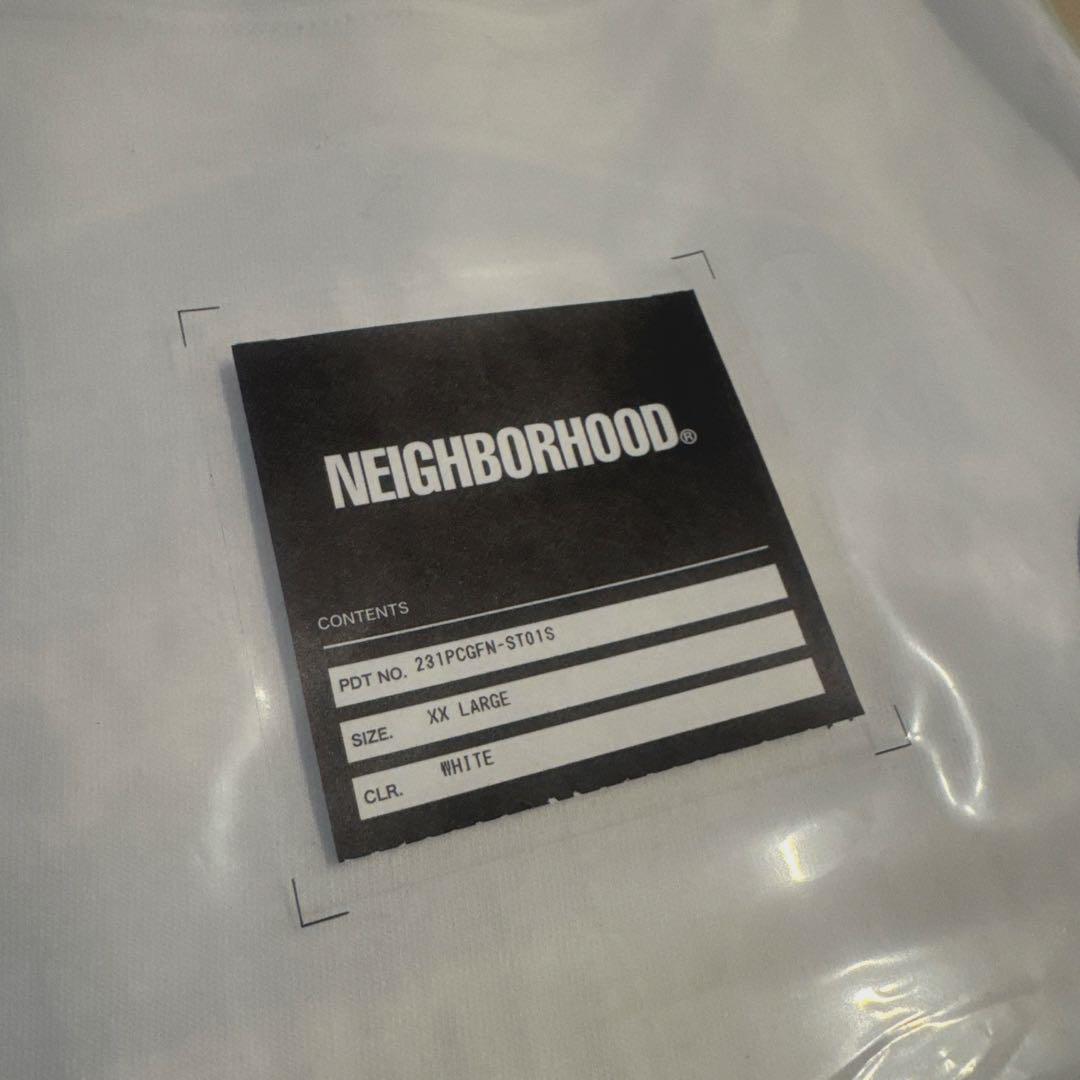 NEIGHBORHOOD®
CONTENTS
PDT NO. 231PCGFN-ST01S
SIZE. XX LARGE
CLR. WHITE